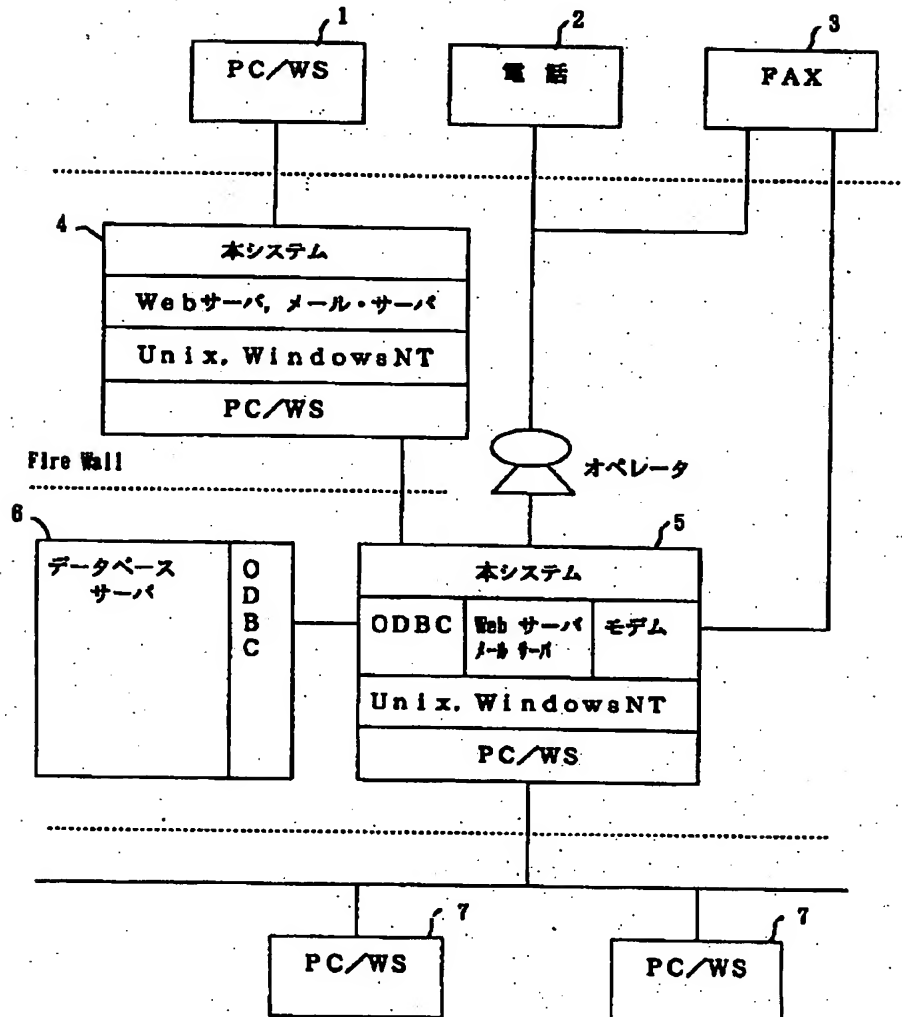 1
2
3
PC/WS
電話
FAX
4
本システム
Webサーバ, メール・サーバ
Unix. WindowsNT
PC/WS
Fire Wall
オペレータ
6
5
データベース
サーバ
ODBC
本システム
ODBC
Web サーバ
メール サーバ
モデム
Unix. WindowsNT
PC/WS
7
7
PC/WS
PC/WS